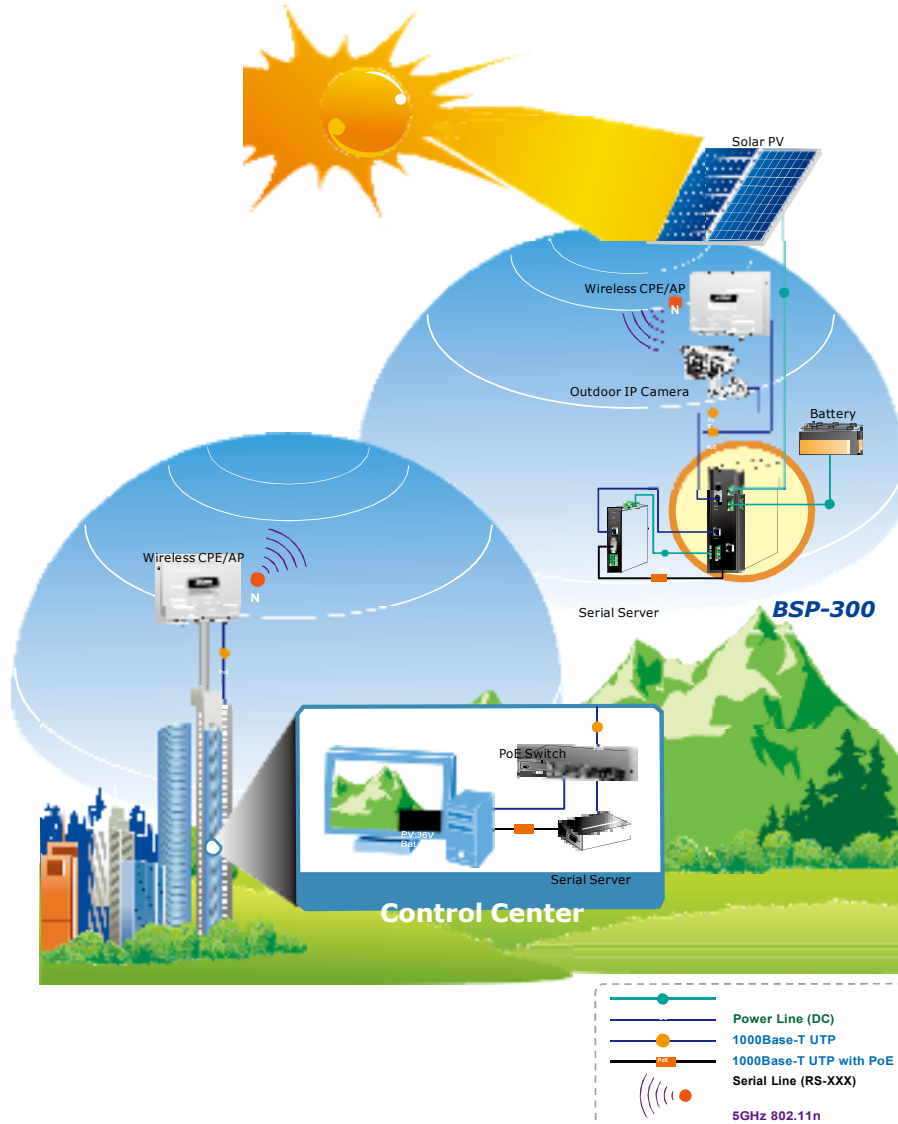 Solar PV
Wireless CPE/AP
N
Outdoor IP Camera
Battery
Wireless CPE/AP
N
Serial Server
BSP-300
PoE Switch
PV:36V
Bat
Serial Server
Control Center
Power Line (DC)
1000Base-T UTP
PoE
1000Base-T UTP with PoE
Serial Line (RS-XXX)
5GHz 802.11n